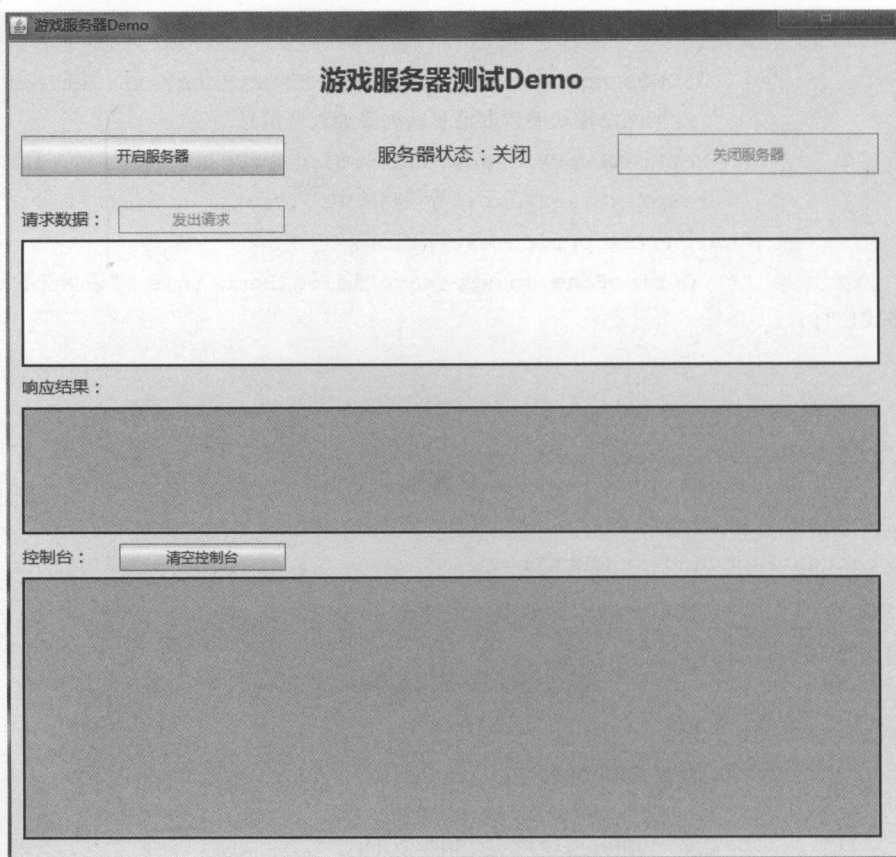 游戏服务器Demo
游戏服务器测试Demo
开启服务器 服务器状态：关闭 关闭服务器
请求数据： 发出请求
响应结果：
控制台： 清空控制台